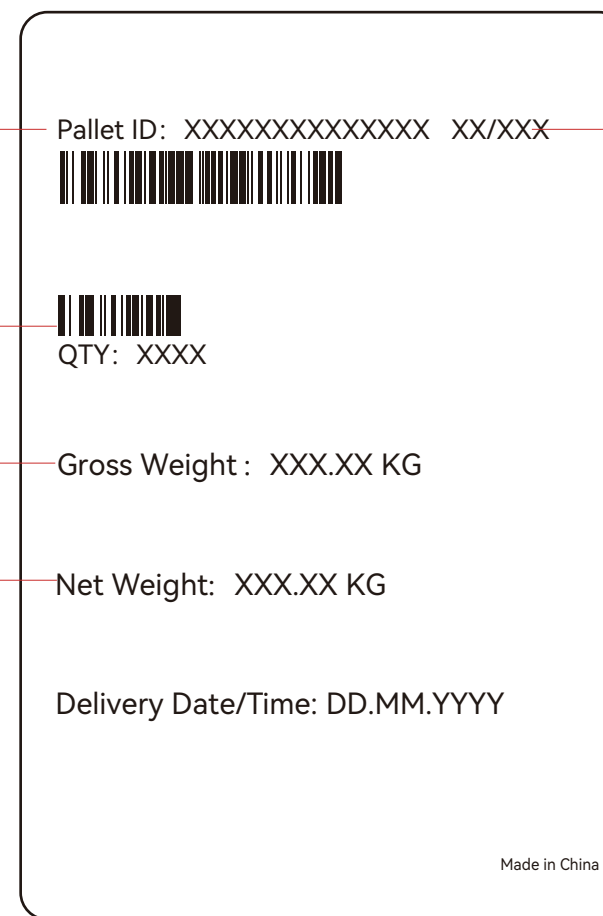 Pallet ID: XXXXXXXXXXXXXX XX/XXX
QTY: XXXX
Gross Weight : XXX.XX KG
Net Weight: XXX.XX KG
Delivery Date/Time: DD.MM.YYYY
Made in China